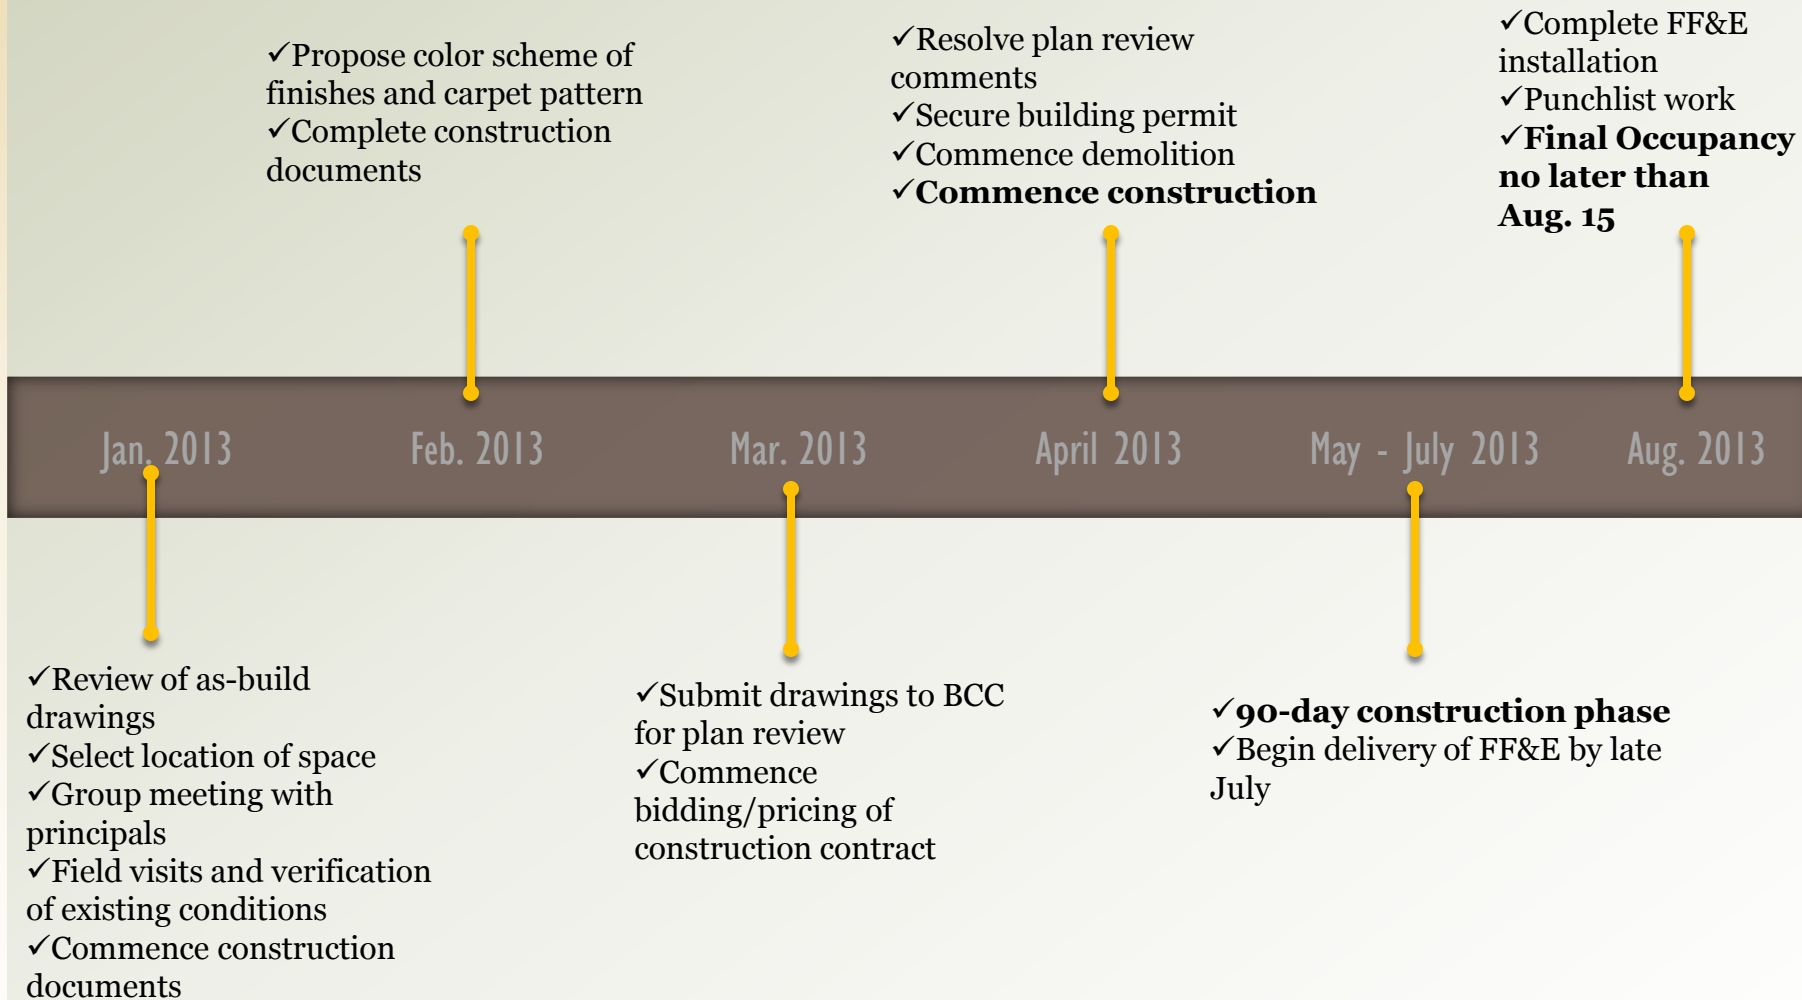 ✓Propose color scheme of
finishes and carpet pattern
✓Complete construction
documents
✓Resolve plan review
comments
✓Secure building permit
✓Commence demolition
✓Commence construction
✓Complete FF&E
installation
✓Punchlist work
✓Final Occupancy
no later than
Aug. 15
Jan. 2013
Feb. 2013
Mar. 2013
April 2013
May - July 2013
Aug. 2013
✓Review of as-build
drawings
✓Select location of space
✓Group meeting with
principals
✓Field visits and verification
of existing conditions
✓Commence construction
documents
✓Submit drawings to BCC
for plan review
✓Commence
bidding/pricing of
construction contract
✓90-day construction phase
✓Begin delivery of FF&E by late
July